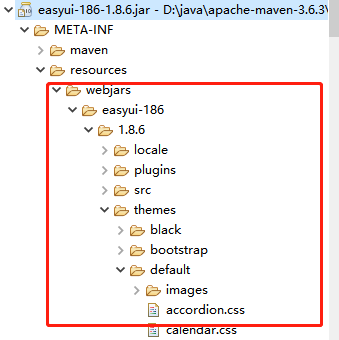 easyui-186-1.8.6.jar - D:\java\apache-maven-3.6.3\
META-INF
maven
resources
webjars
easyui-186
1.8.6
locale
plugins
src
themes
black
bootstrap
default
images
accordion.css
calendar.css